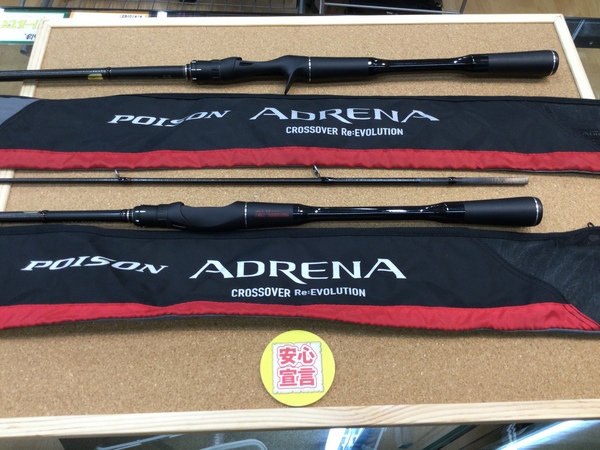 POISON ADRENA
CROSSOVER Re:EVOLUTION
POISON ADRENA
CROSSOVER Re:EVOLUTION
安心
宣言